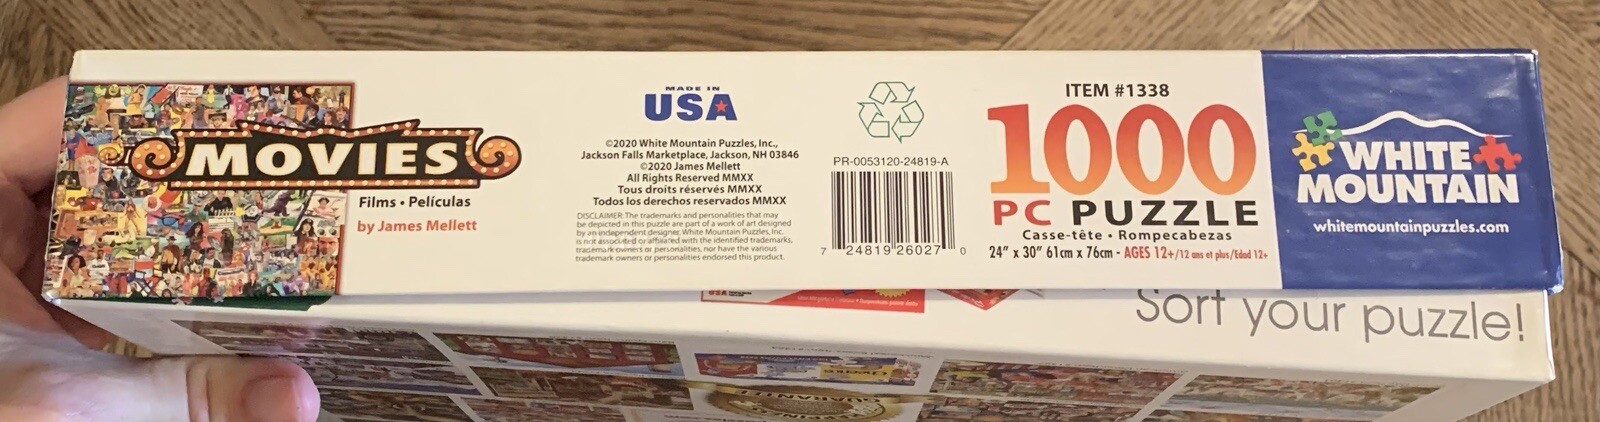 MOVIES
Films • Películas
by James Mellett
MADE IN
USA
©2020 White Mountain Puzzles, Inc.,
Jackson Falls Marketplace, Jackson, NH 03846
©2020 James Mellett
All Rights Reserved MMXX
Tous droits réservés MMXX
Todos los derechos reservados MMXX
DISCLAIMER: The trademarks and personalities that may
be depicted in this puzzle are part of a work of art designed
by an independent designer. White Mountain Puzzles, Inc.
is not associated or affiliated with the identified trademarks,
trademark owners or personalities, nor have the various
trademark owners or personalities endorsed this product.
PR-0053120-24819-A
7 24819 26027 0
ITEM #1338
1000
PC PUZZLE
Casse-tête • Rompecabezas
24" x 30" 61cm x 76cm - AGES 12+/12 ans et plus/Edad 12+
WHITE
MOUNTAIN
whitemountainpuzzles.com
USA
Sort your puzzle!